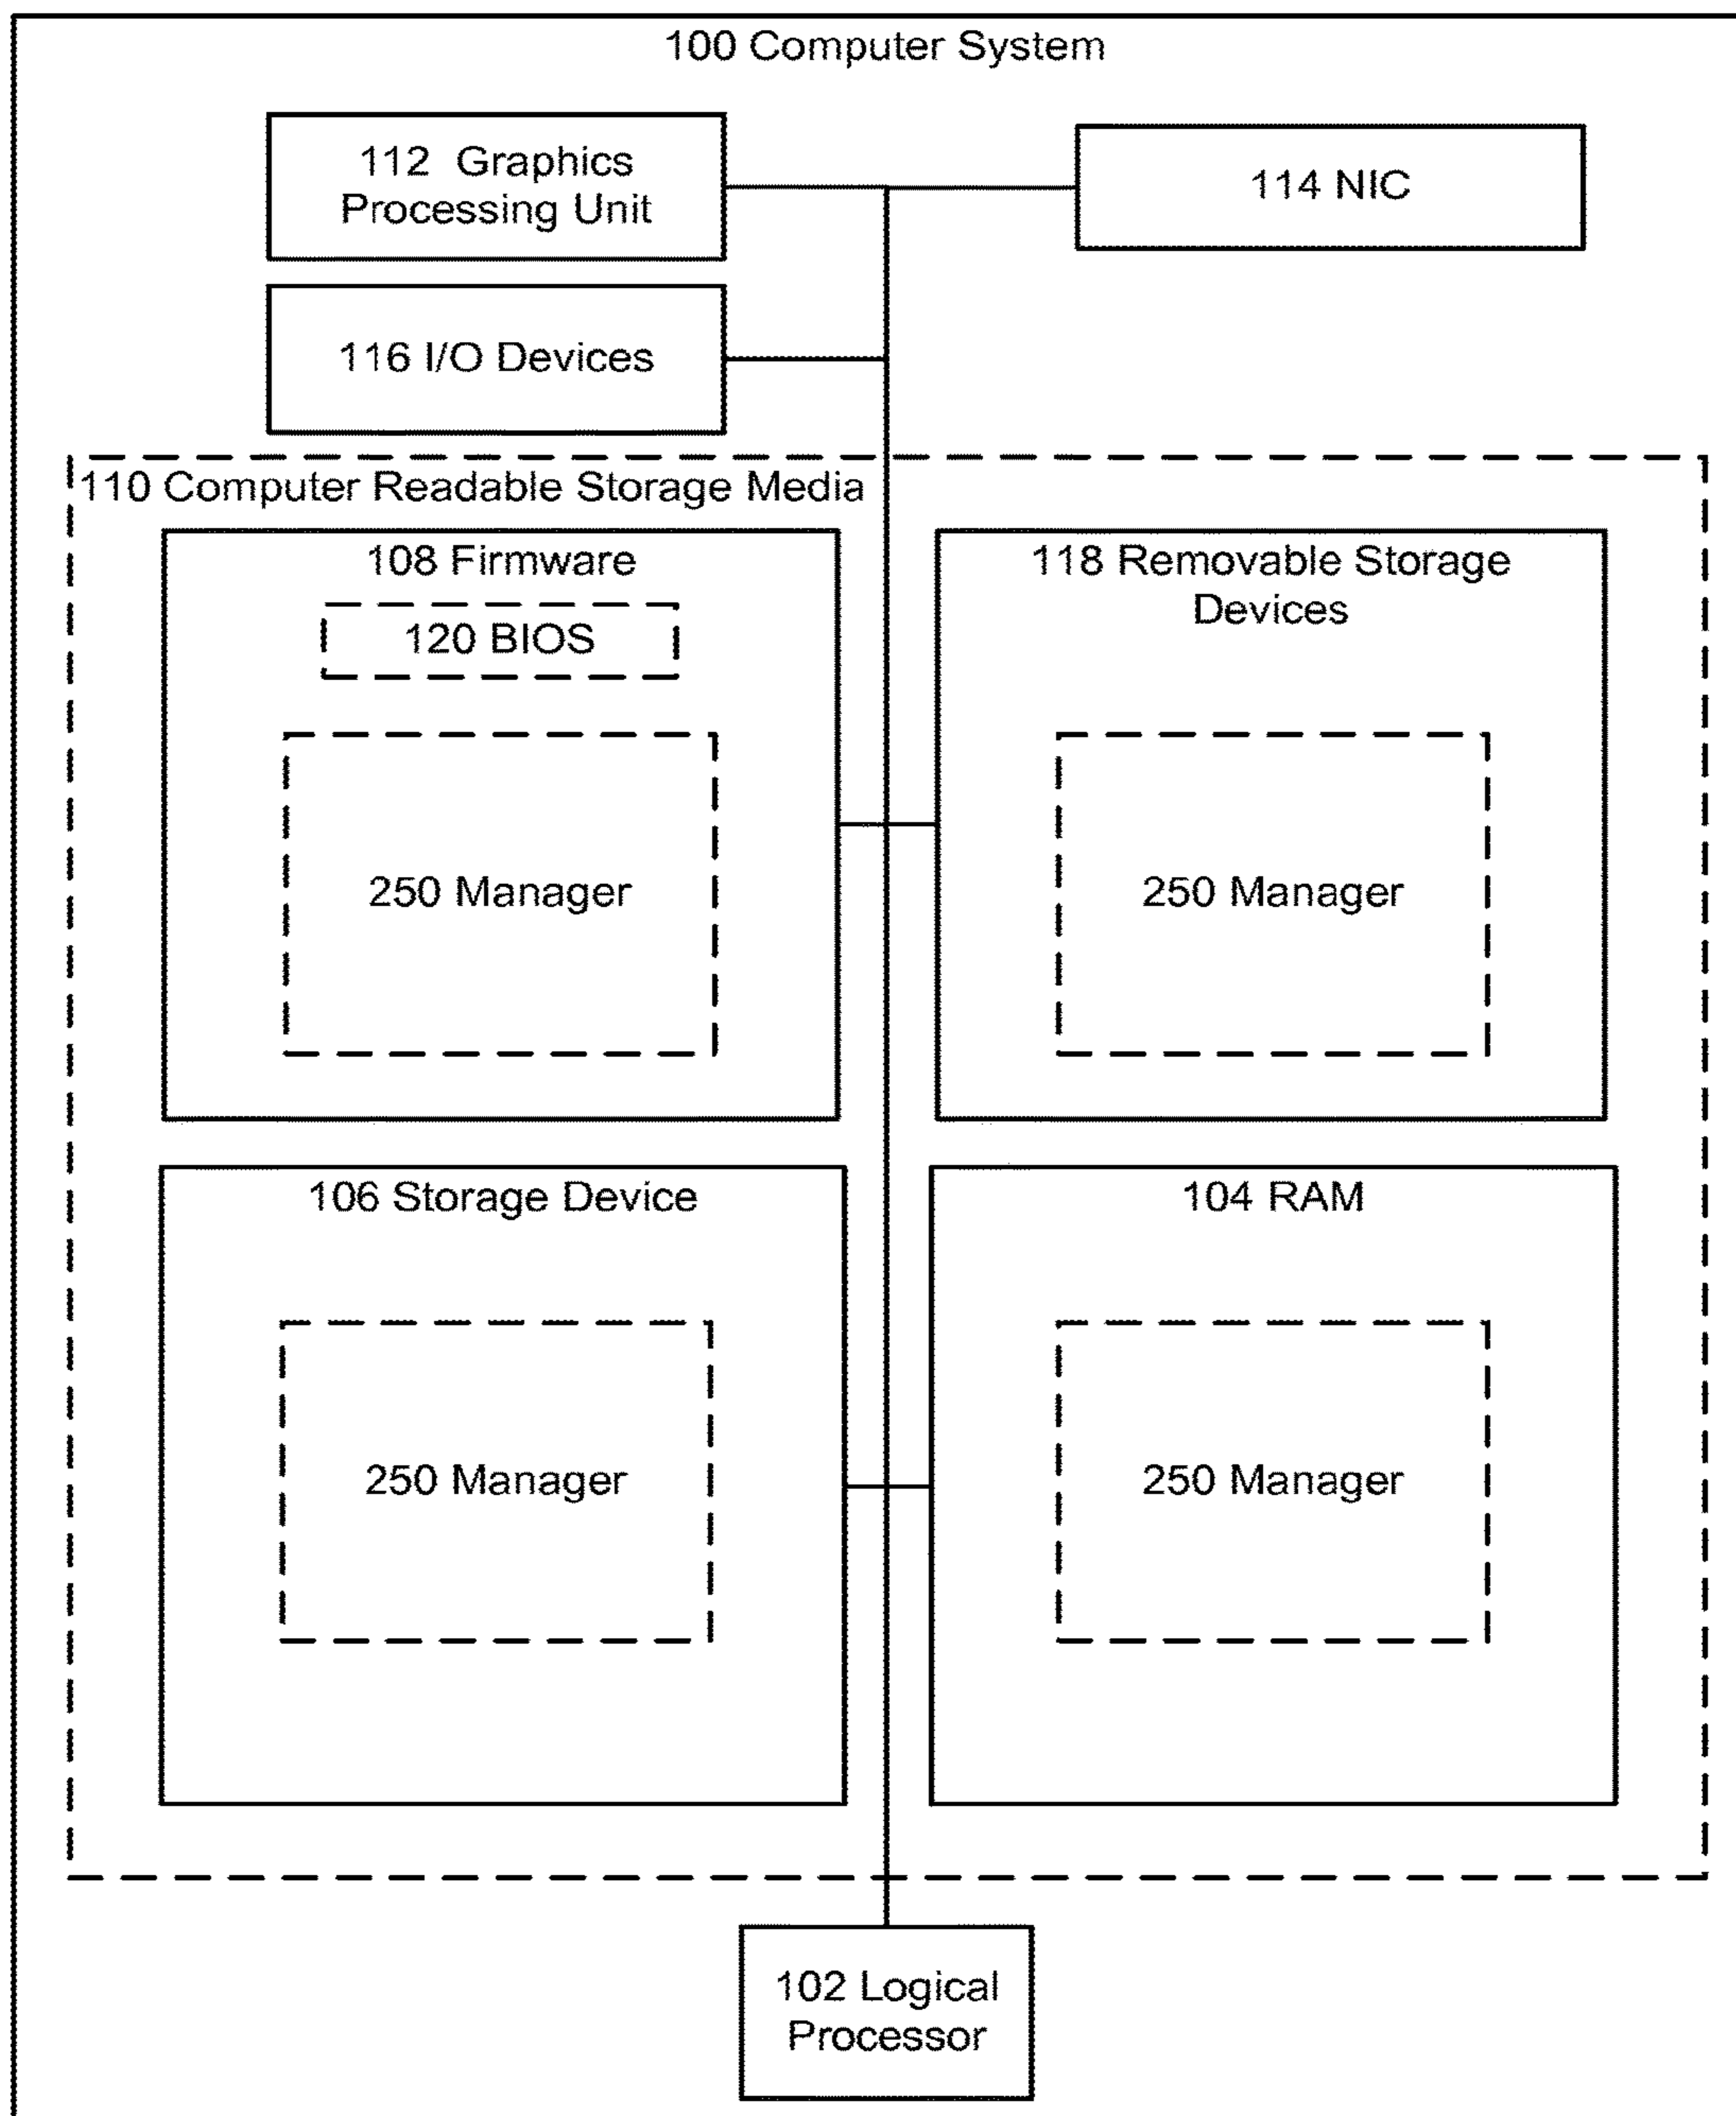 100 Computer System
112 Graphics
Processing Unit
114 NIC
116 I/O Devices
110 Computer Readable Storage Media
108 Firmware
120 BIOS
250 Manager
118 Removable Storage
Devices
250 Manager
106 Storage Device
250 Manager
104 RAM
250 Manager
102 Logical
Processor